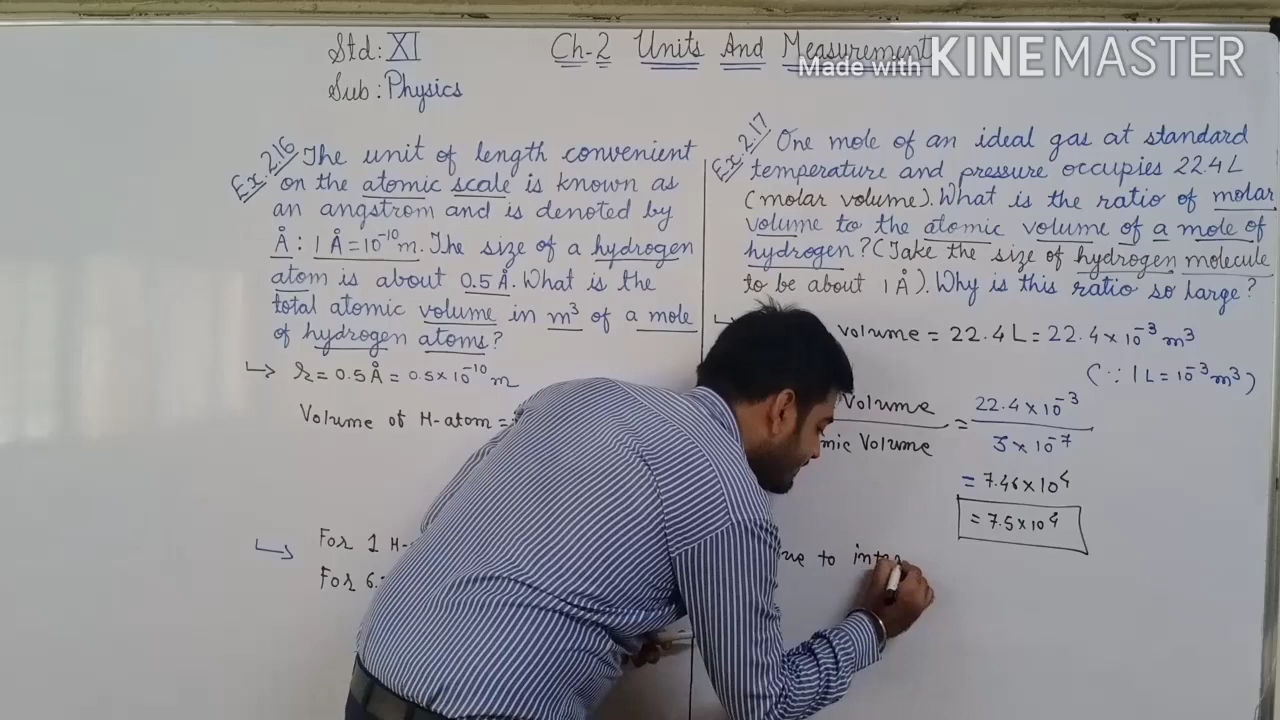 Std: XI
Sub: Physics
Ch-2 Units And Measurement
Made with KINEMASTER
Ex. 2.16 The unit of length convenient
on the atomic scale is known as
an angstrom and is denoted by
Å: 1 Å = 10⁻¹⁰ m. The size of a hydrogen
atom is about 0.5 Å. What is the
total atomic volume in m³ of a mole
of hydrogen atoms?
↳ r = 0.5 Å = 0.5 × 10⁻¹⁰ m
Volume of H-atom =
↳ For 1 H-
For 6.
Ex. 2.17 One mole of an ideal gas at standard
temperature and pressure occupies 22.4 L
(molar volume). What is the ratio of molar
volume to the atomic volume of a mole of
hydrogen? (Take the size of hydrogen molecule
to be about 1 Å). Why is this ratio so large?
volume = 22.4 L = 22.4 × 10⁻³ m³
(∵ 1 L = 10⁻³ m³)
Volume = 22.4 × 10⁻³
mic Volume 3 × 10⁻⁷
= 7.46 × 10⁴
= 7.5 × 10⁴
ue to inte